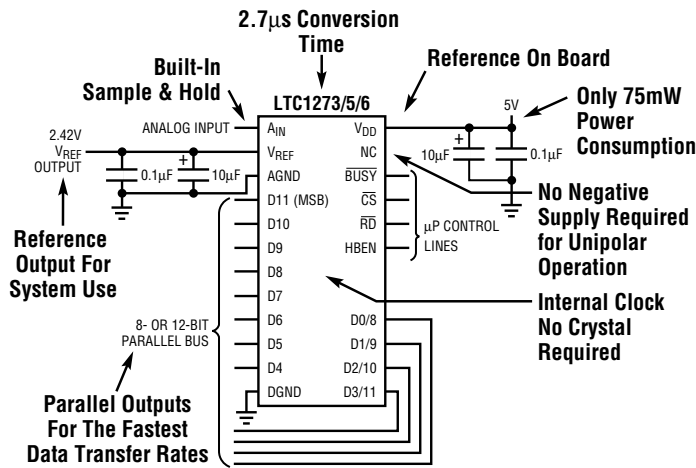 2.7µs Conversion
Time
Built-In
Sample & Hold
Reference On Board
LTC1273/5/6
ANALOG INPUT
2.42V
VREF
OUTPUT
0.1µF
+
10µF
Reference
Output For
System Use
8- OR 12-BIT
PARALLEL BUS
Parallel Outputs
For The Fastest
Data Transfer Rates
AIN
VREF
AGND
D11 (MSB)
D10
D9
D8
D7
D6
D5
D4
DGND
VDD
NC
BUSY
CS
RD
HBEN
D0/8
D1/9
D2/10
D3/11
5V
+
10µF
0.1µF
Only 75mW
Power
Consumption
µP CONTROL
LINES
No Negative
Supply Required
for Unipolar
Operation
Internal Clock
No Crystal
Required